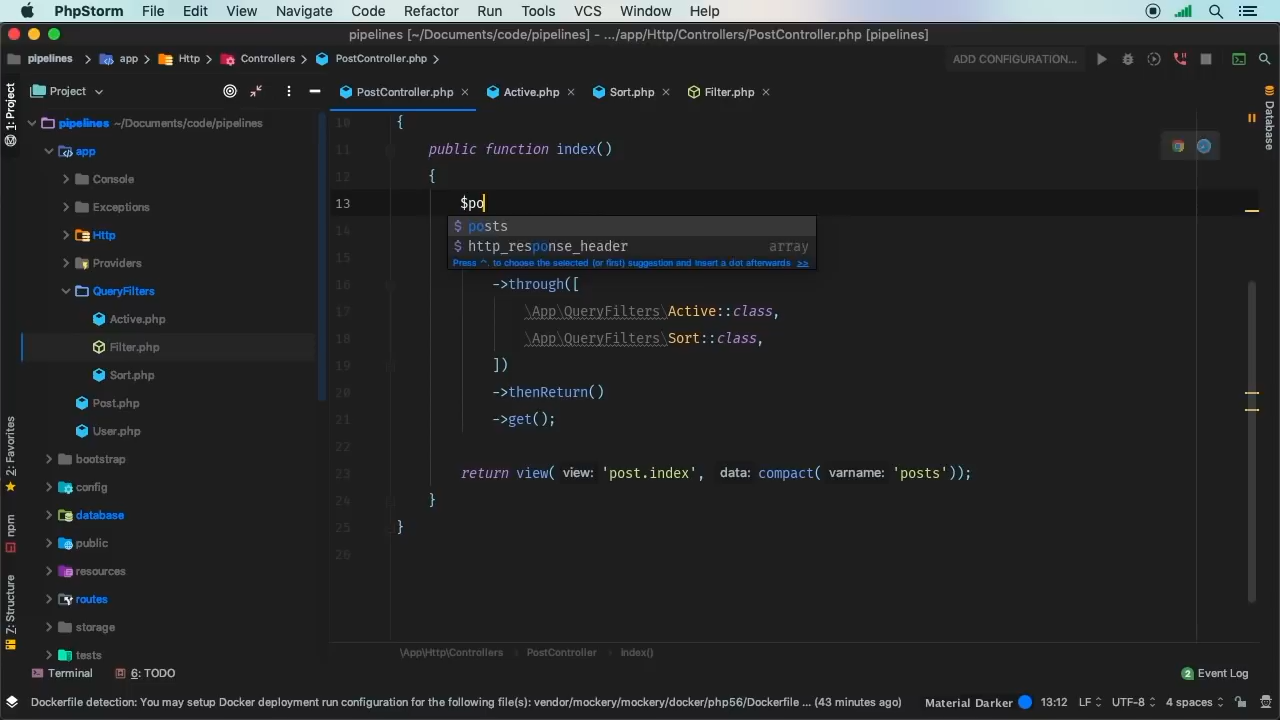 PhpStorm File Edit View Navigate Code Refactor Run Tools VCS Window Help
pipelines [~/Documents/code/pipelines] - .../app/Http/Controllers/PostController.php [pipelines]
pipelines app Http Controllers PostController.php ADD CONFIGURATION...
1: Project
Project
PostController.php Active.php Sort.php Filter.php
Database
pipelines ~/Documents/code/pipelines
app
Console
Exceptions
Http
Providers
QueryFilters
Active.php
Filter.php
Sort.php
Post.php
User.php
bootstrap
config
database
public
resources
routes
storage
tests
2: Favorites
npm
7: Structure
10 {
11 public function index()
12 {
13 $po
$ posts
$ http_response_header array
Press ^. to choose the selected (or first) suggestion and insert a dot afterwards >>
14
15
16 ->through([
17 \App\QueryFilters\Active::class,
18 \App\QueryFilters\Sort::class,
19 ])
20 ->thenReturn()
21 ->get();
22
23 return view( view: 'post.index', data: compact( varname: 'posts'));
24 }
25 }
26
\App\Http\Controllers PostController index()
Terminal 6: TODO 2 Event Log
Dockerfile detection: You may setup Docker deployment run configuration for the following file(s): vendor/mockery/mockery/docker/php56/Dockerfile ... (43 minutes ago) Material Darker 13:12 LF UTF-8 4 spaces